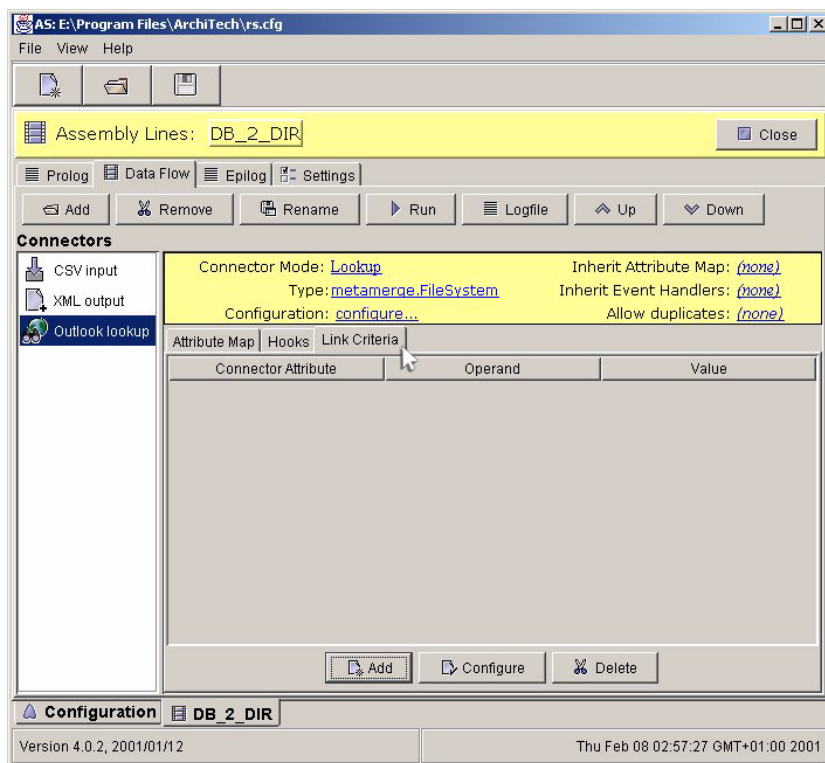 AS: E:\Program Files\ArchiTech\rs.cfg
File View Help
Assembly Lines: DB_2_DIR Close
Prolog Data Flow Epilog Settings
Add Remove Rename Run Logfile Up Down
Connectors
CSV input
XML output
Outlook lookup
Connector Mode: Lookup Inherit Attribute Map: (none)
Type: metamerge.FileSystem Inherit Event Handlers: (none)
Configuration: configure... Allow duplicates: (none)
Attribute Map Hooks Link Criteria
Connector Attribute Operand Value
Add Configure Delete
Configuration DB_2_DIR
Version 4.0.2, 2001/01/12 Thu Feb 08 02:57:27 GMT+01:00 2001